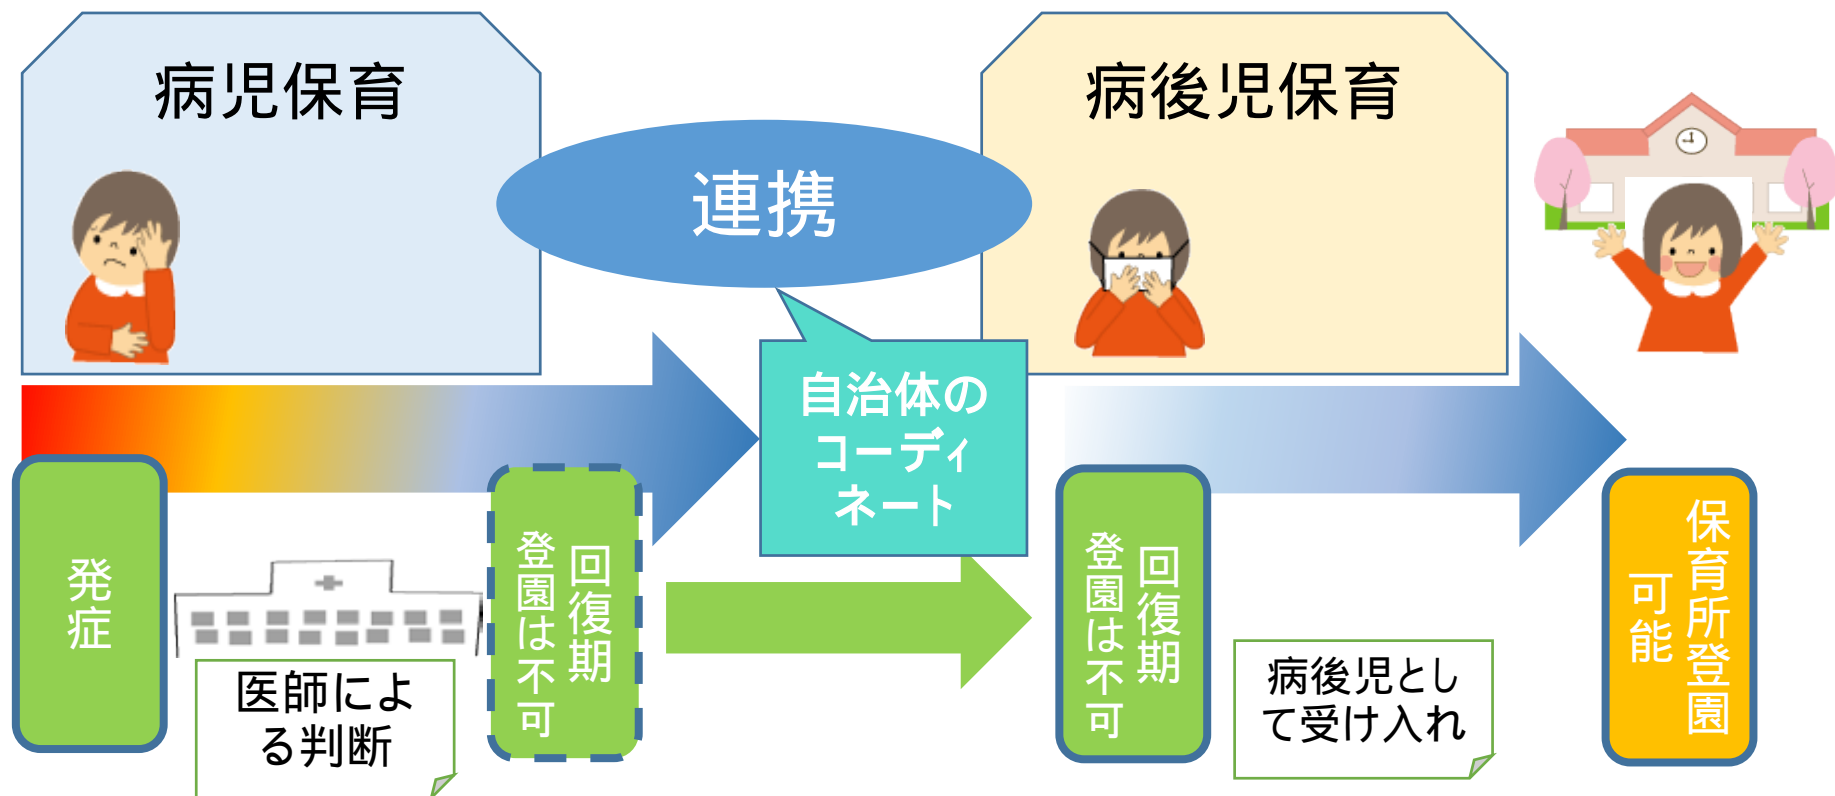 病児保育
病後児保育
連携
自治体の
コーディ
ネート
発症
医師によ
る判断
回復期
登園は不可
回復期
登園は不可
病後児とし
て受け入れ
保育所登園
可能